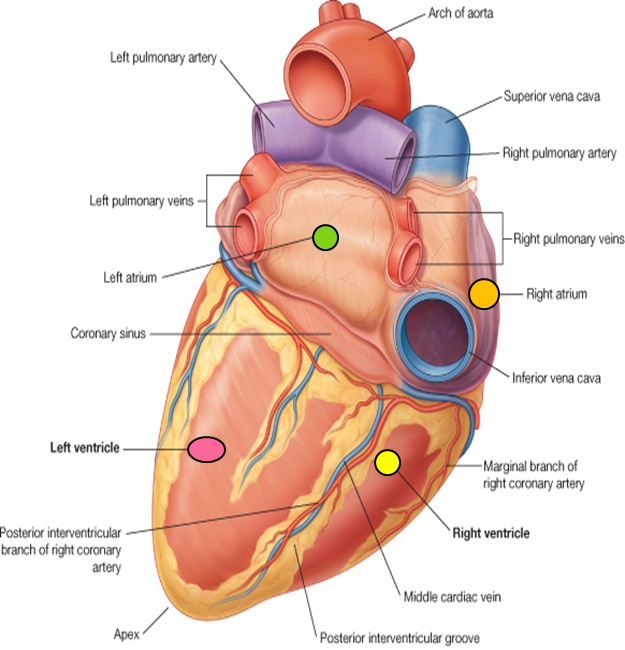 Arch of aorta
Left pulmonary artery
Superior vena cava
Right pulmonary artery
Left pulmonary veins
Right pulmonary veins
Left atrium
Right atrium
Coronary sinus
Inferior vena cava
Left ventricle
Marginal branch of
right coronary artery
Posterior interventricular
branch of right coronary
artery
Right ventricle
Middle cardiac vein
Apex
Posterior interventricular groove